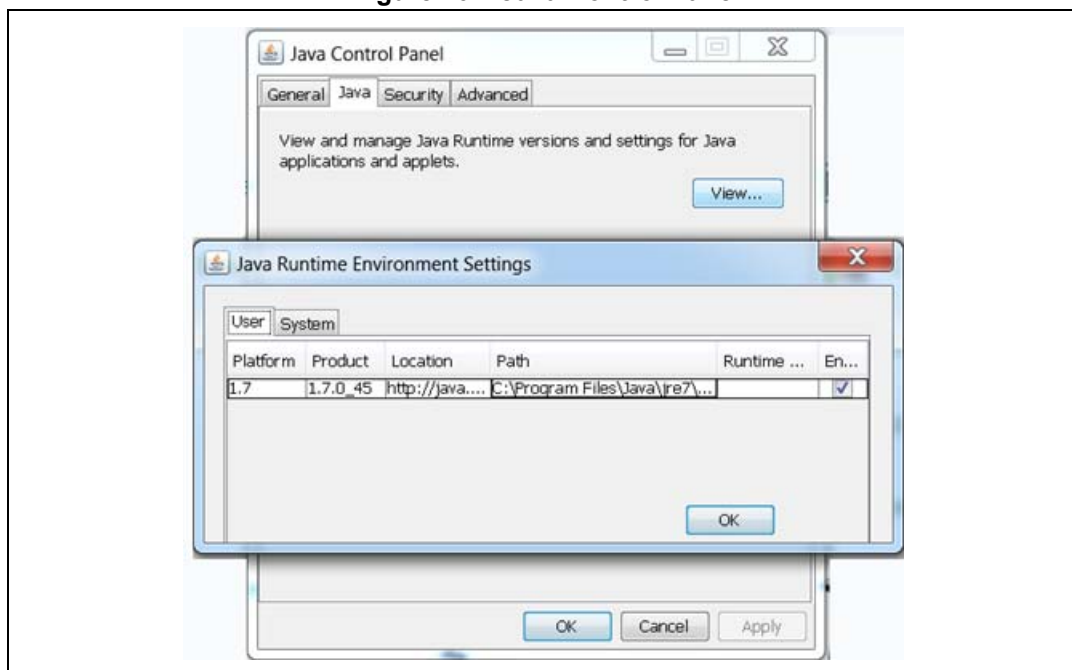 Java Control Panel
General Java Security Advanced
View and manage Java Runtime versions and settings for Java
applications and applets.
View...
Java Runtime Environment Settings
User System
Platform Product Location Path Runtime ... En...
1.7 1.7.0_45 http://java.... C:\Program Files\Java\jre7\...
OK
OK Cancel Apply